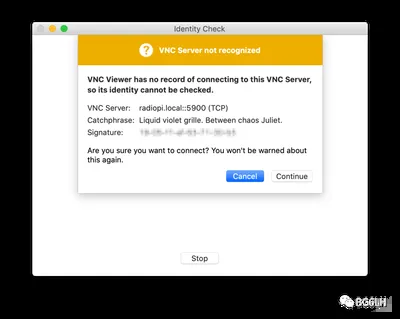 Identity Check
VNC Server not recognized
VNC Viewer has no record of connecting to this VNC Server,
so its identity cannot be checked.
VNC Server: radiopi.local::5900 (TCP)
Catchphrase: Liquid violet grille. Between chaos Juliet.
Signature:
Are you sure you want to connect? You won't be warned about
this again.
Cancel Continue
Stop